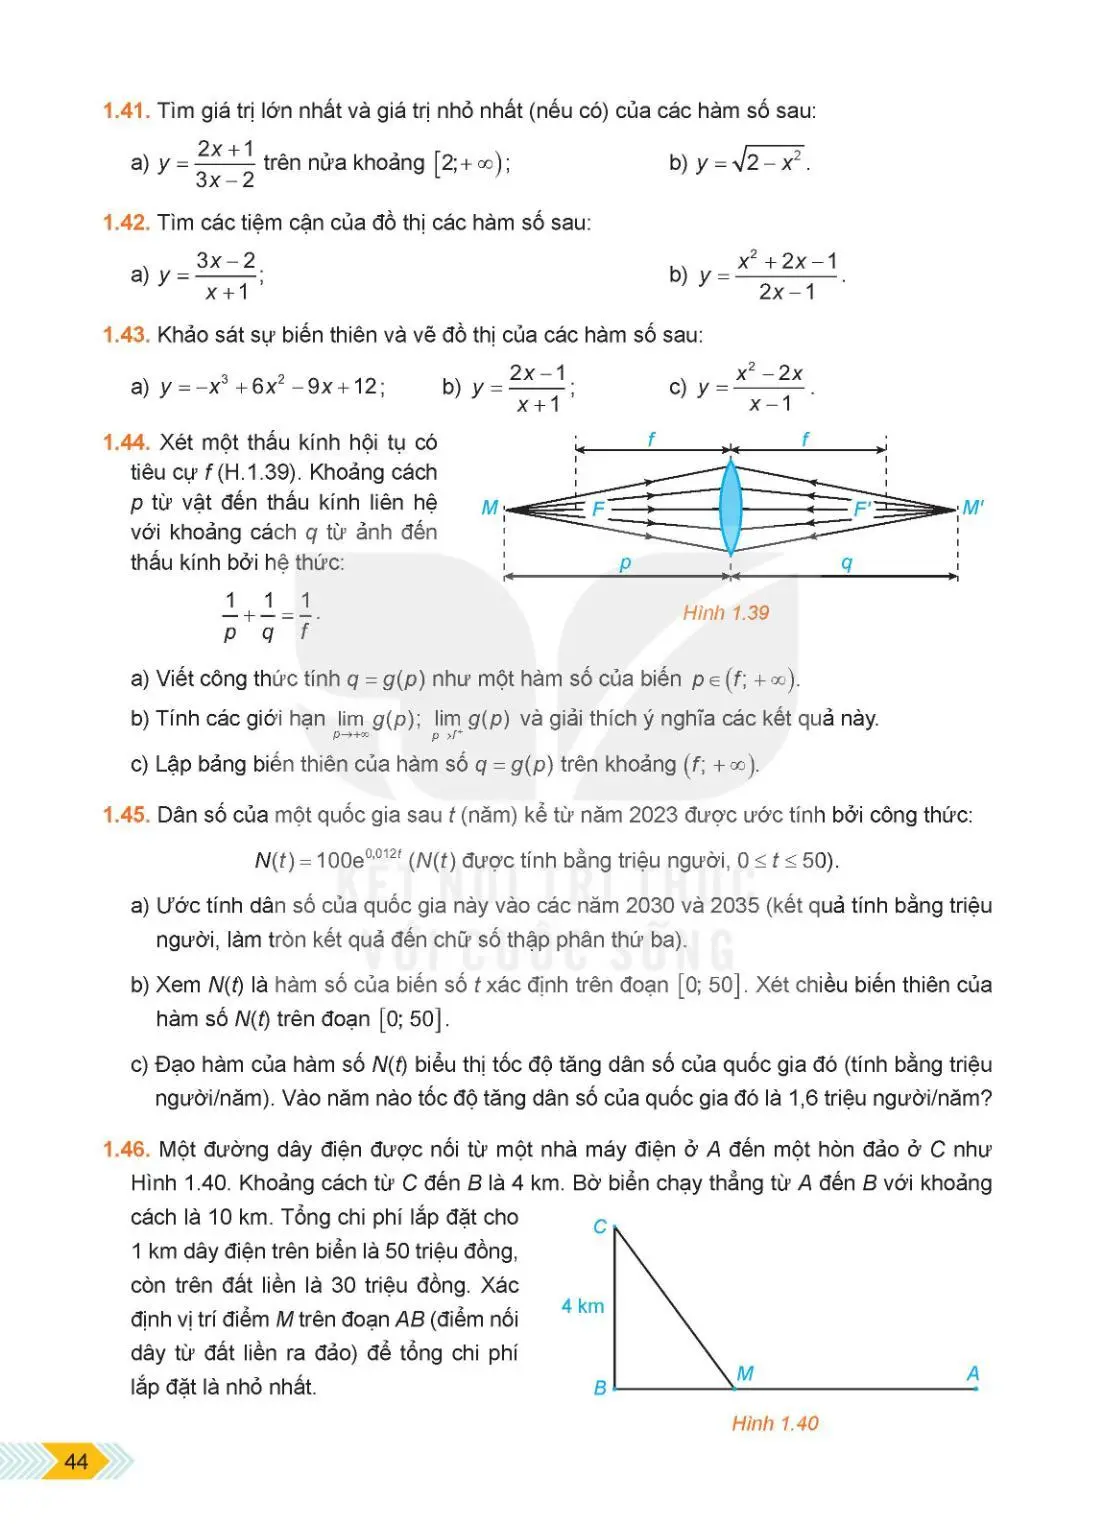 1.41. Tìm giá trị lớn nhất và giá trị nhỏ nhất (nếu có) của các hàm số sau:
a) y = (2x + 1)/(3x − 2) trên nửa khoảng [2; + ∞); b) y = √(2 − x²).
1.42. Tìm các tiệm cận của đồ thị các hàm số sau:
a) y = (3x − 2)/(x + 1); b) y = (x² + 2x − 1)/(2x − 1).
1.43. Khảo sát sự biến thiên và vẽ đồ thị của các hàm số sau:
a) y = −x³ + 6x² − 9x + 12; b) y = (2x − 1)/(x + 1); c) y = (x² − 2x)/(x − 1).
1.44. Xét một thấu kính hội tụ có
tiêu cự f (H.1.39). Khoảng cách
p từ vật đến thấu kính liên hệ
với khoảng cách q từ ảnh đến
thấu kính bởi hệ thức:
1/p + 1/q = 1/f.
f f
M F F' M'
p q
Hình 1.39
a) Viết công thức tính q = g(p) như một hàm số của biến p ∈ (f; + ∞).
b) Tính các giới hạn lim p→+∞ g(p); lim p→f⁺ g(p) và giải thích ý nghĩa các kết quả này.
c) Lập bảng biến thiên của hàm số q = g(p) trên khoảng (f; + ∞).
1.45. Dân số của một quốc gia sau t (năm) kể từ năm 2023 được ước tính bởi công thức:
N(t) = 100e^0,012t (N(t) được tính bằng triệu người, 0 ≤ t ≤ 50).
a) Ước tính dân số của quốc gia này vào các năm 2030 và 2035 (kết quả tính bằng triệu
người, làm tròn kết quả đến chữ số thập phân thứ ba).
b) Xem N(t) là hàm số của biến số t xác định trên đoạn [0; 50]. Xét chiều biến thiên của
hàm số N(t) trên đoạn [0; 50].
c) Đạo hàm của hàm số N(t) biểu thị tốc độ tăng dân số của quốc gia đó (tính bằng triệu
người/năm). Vào năm nào tốc độ tăng dân số của quốc gia đó là 1,6 triệu người/năm?
KẾT NỐI TRI THỨC
VỚI CUỘC SỐNG
1.46. Một đường dây điện được nối từ một nhà máy điện ở A đến một hòn đảo ở C như
Hình 1.40. Khoảng cách từ C đến B là 4 km. Bờ biển chạy thẳng từ A đến B với khoảng
cách là 10 km. Tổng chi phí lắp đặt cho
1 km dây điện trên biển là 50 triệu đồng,
còn trên đất liền là 30 triệu đồng. Xác
định vị trí điểm M trên đoạn AB (điểm nối
dây từ đất liền ra đảo) để tổng chi phí
lắp đặt là nhỏ nhất.
C
4 km
B M A
Hình 1.40
44